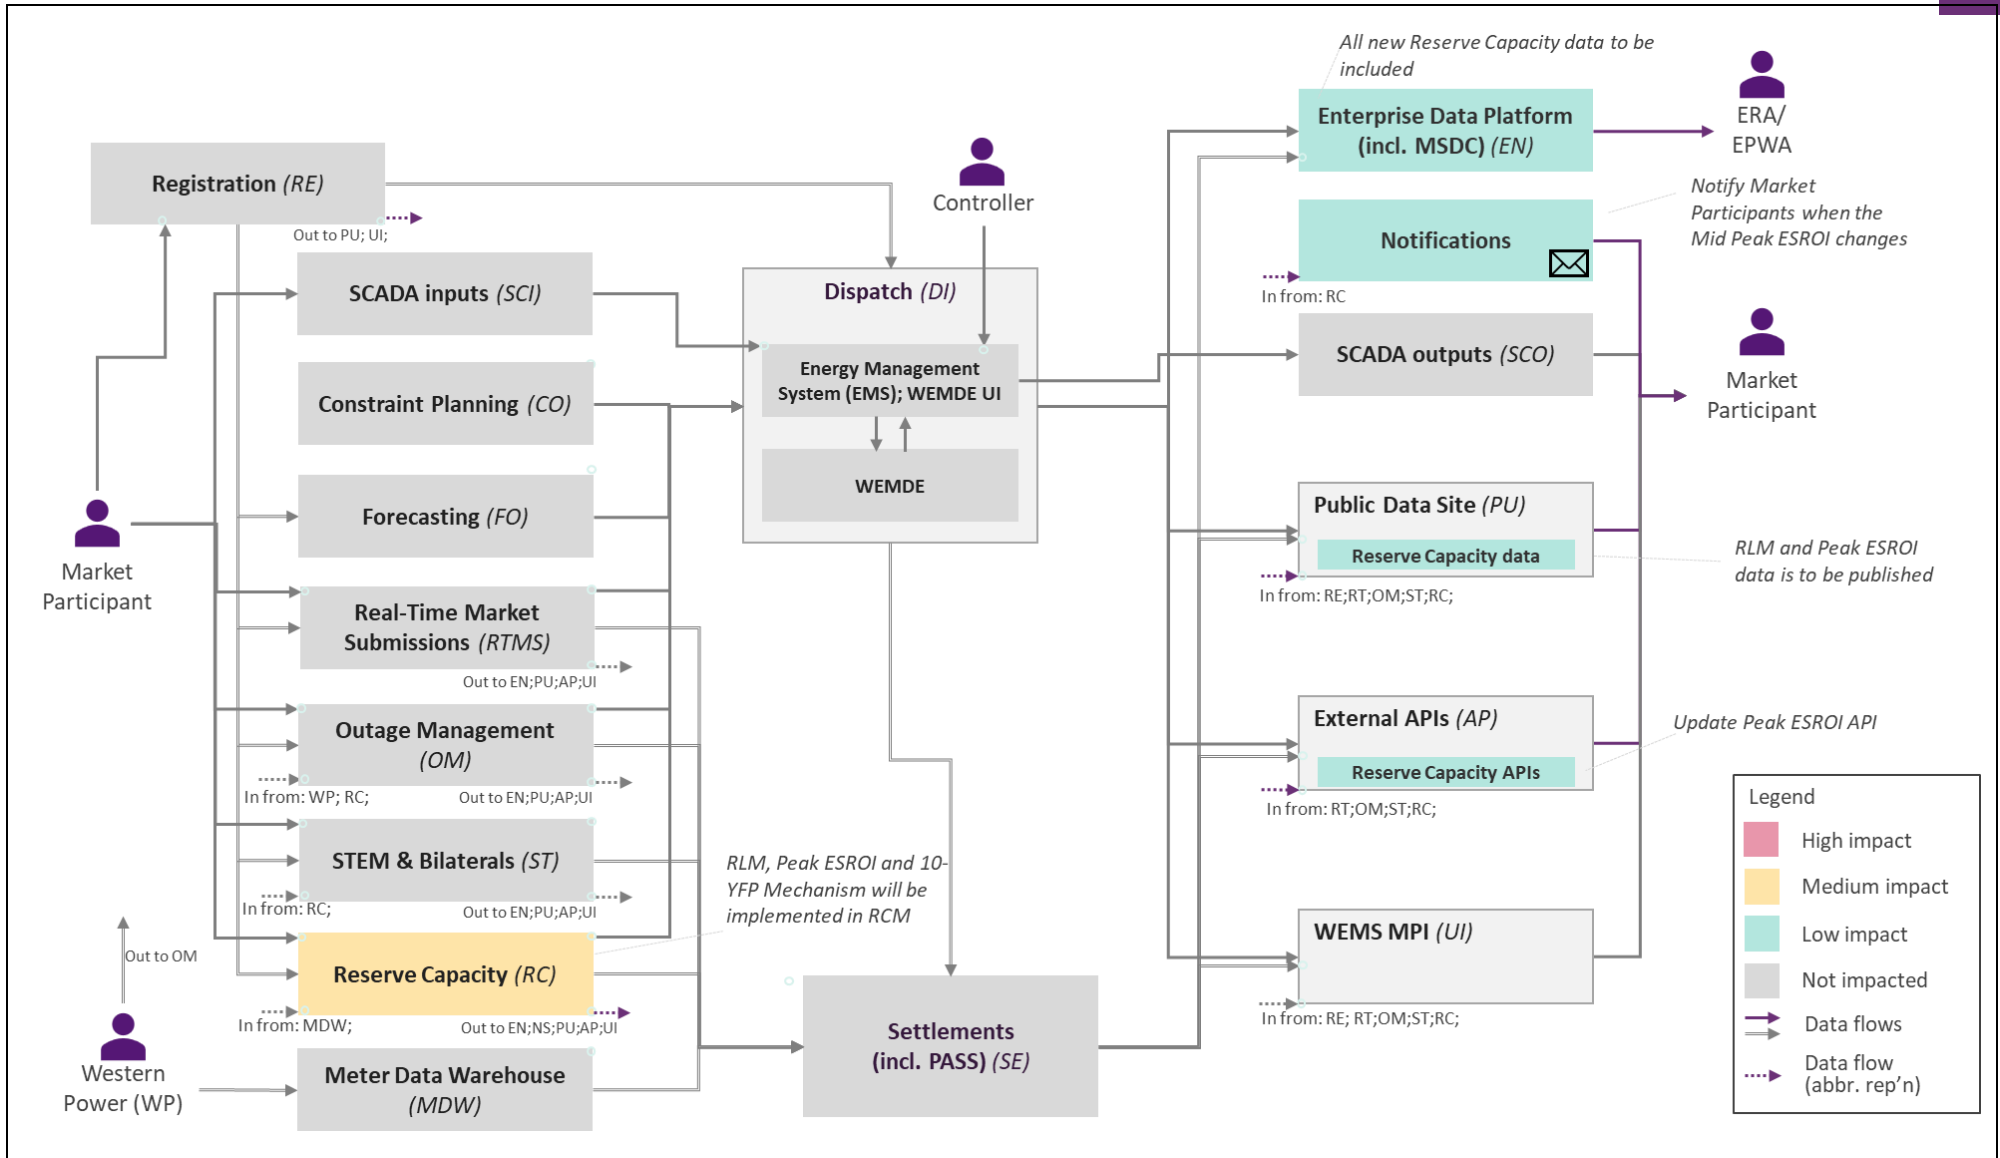 All new Reserve Capacity data to be
included
Enterprise Data Platform
(incl. MSDC) (EN)
ERA/
EPWA
Registration (RE)
Out to PU; UI;
Controller
Notify Market
Participants when the
Mid Peak ESROI changes
Notifications
In from: RC
SCADA inputs (SCI)
Dispatch (DI)
Energy Management
System (EMS); WEMDE UI
WEMDE
SCADA outputs (SCO)
Market
Participant
Constraint Planning (CO)
Forecasting (FO)
Market
Participant
Public Data Site (PU)
Reserve Capacity data
In from: RE;RT;OM;ST;RC;
RLM and Peak ESROI
data is to be published
Real-Time Market
Submissions (RTMS)
Out to EN;PU;AP;UI
Outage Management
(OM)
In from: WP; RC;
Out to EN;PU;AP;UI
External APIs (AP)
Reserve Capacity APIs
In from: RT;OM;ST;RC;
Update Peak ESROI API
STEM & Bilaterals (ST)
In from: RC;
Out to EN;PU;AP;UI
RLM, Peak ESROI and 10-
YFP Mechanism will be
implemented in RCM
Out to OM
Reserve Capacity (RC)
In from: MDW;
Out to EN;NS;PU;AP;UI
WEMS MPI (UI)
In from: RE; RT;OM;ST;RC;
Settlements
(incl. PASS) (SE)
Western
Power (WP)
Meter Data Warehouse
(MDW)
Legend
High impact
Medium impact
Low impact
Not impacted
Data flows
Data flow
(abbr. rep’n)